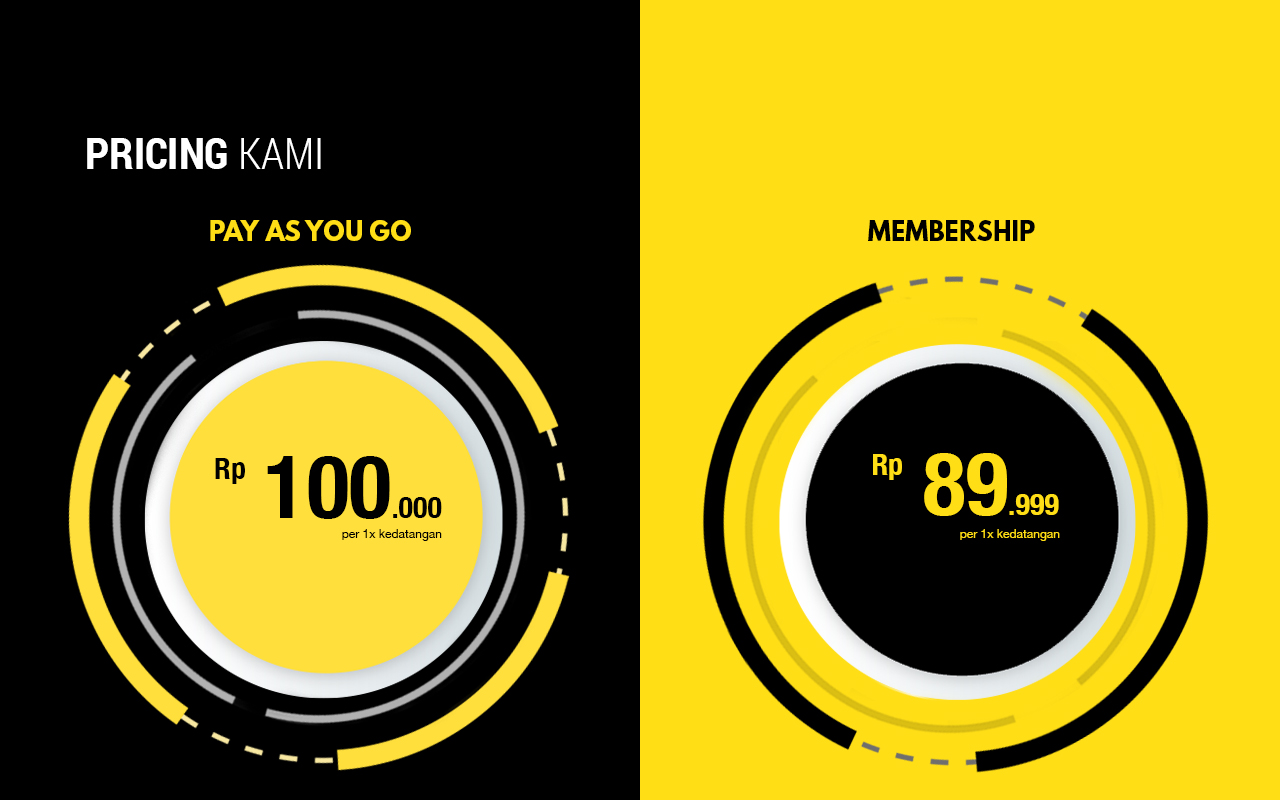 PRICING KAMI
PAY AS YOU GO
Rp 100.000
per 1x kedatangan
MEMBERSHIP
Rp 89.999
per 1x kedatangan